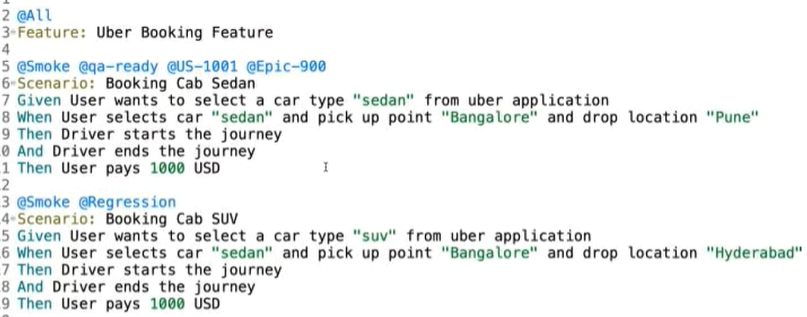 2 @All
3 Feature: Uber Booking Feature
4
5 @Smoke @qa-ready @US-1001 @Epic-900
6 Scenario: Booking Cab Sedan
7 Given User wants to select a car type "sedan" from uber application
8 When User selects car "sedan" and pick up point "Bangalore" and drop location "Pune"
9 Then Driver starts the journey
0 And Driver ends the journey
1 Then User pays 1000 USD
2
3 @Smoke @Regression
4 Scenario: Booking Cab SUV
5 Given User wants to select a car type "suv" from uber application
6 When User selects car "sedan" and pick up point "Bangalore" and drop location "Hyderabad"
7 Then Driver starts the journey
8 And Driver ends the journey
9 Then User pays 1000 USD